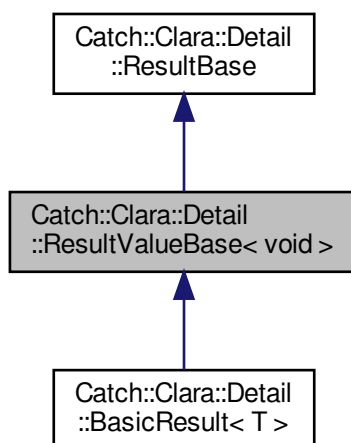 Catch::Clara::Detail
::ResultBase
Catch::Clara::Detail
::ResultValueBase< void >
Catch::Clara::Detail
::BasicResult< T >